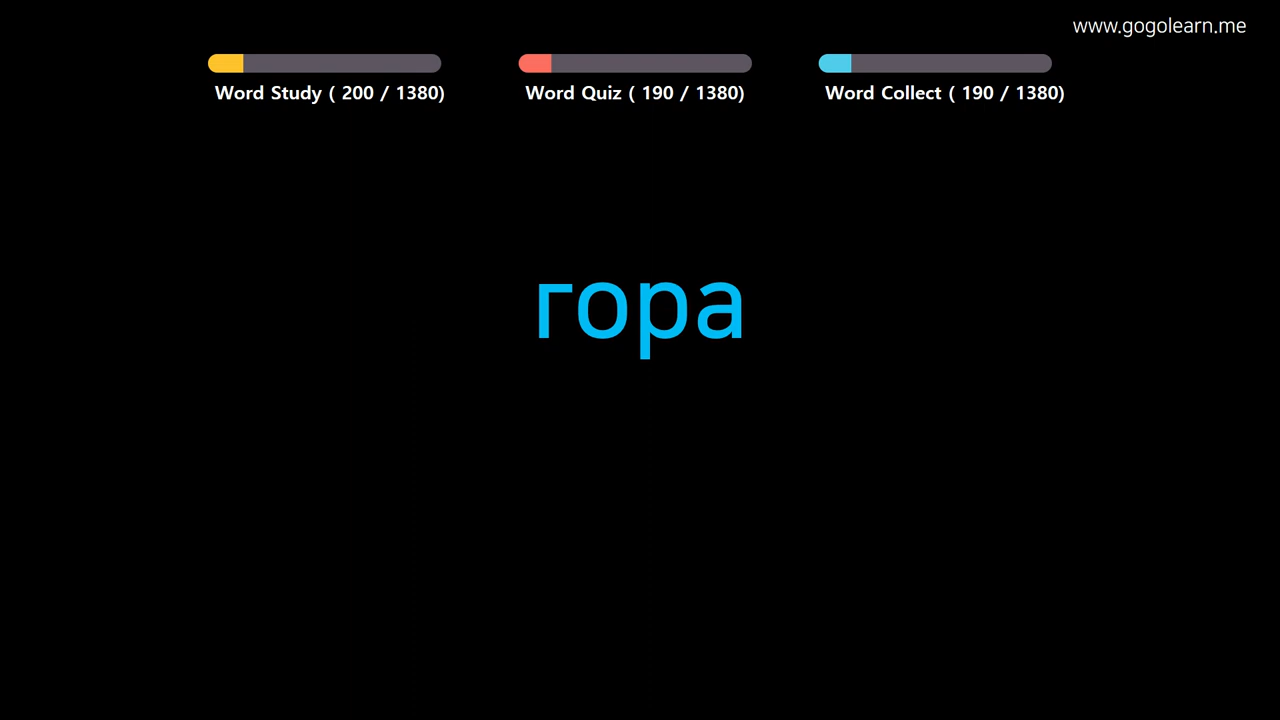 www.gogolearn.me
Word Study ( 200 / 1380)
Word Quiz ( 190 / 1380)
Word Collect ( 190 / 1380)
гора